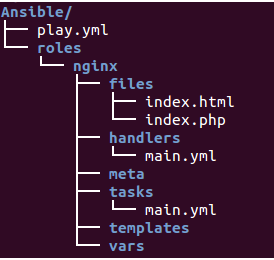 Ansible/
play.yml
roles
nginx
files
index.html
index.php
handlers
main.yml
meta
tasks
main.yml
templates
vars